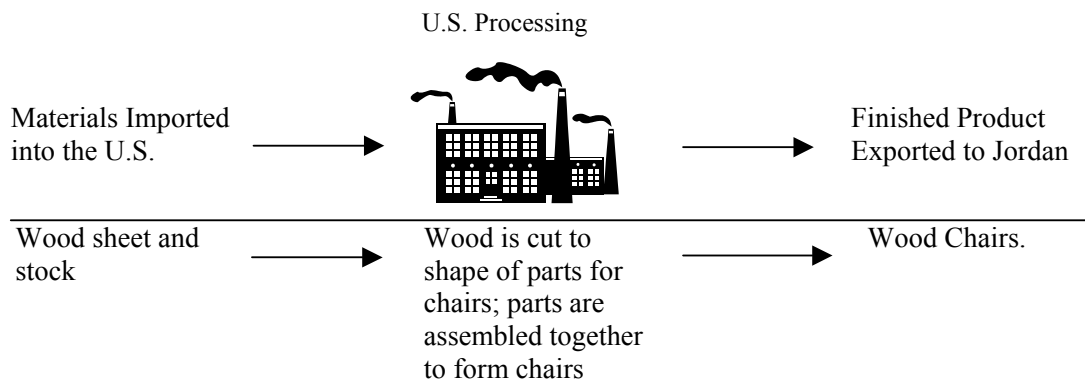 U.S. Processing
Materials Imported
into the U.S.
Finished Product
Exported to Jordan
Wood sheet and
stock
Wood is cut to
shape of parts for
chairs; parts are
assembled together
to form chairs
Wood Chairs.